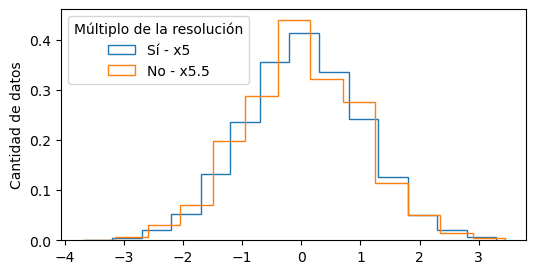 Múltiplo de la resolución
Sí - x5
No - x5.5
Cantidad de datos
0.4
0.3
0.2
0.1
0.0
−4 −3 −2 −1 0 1 2 3